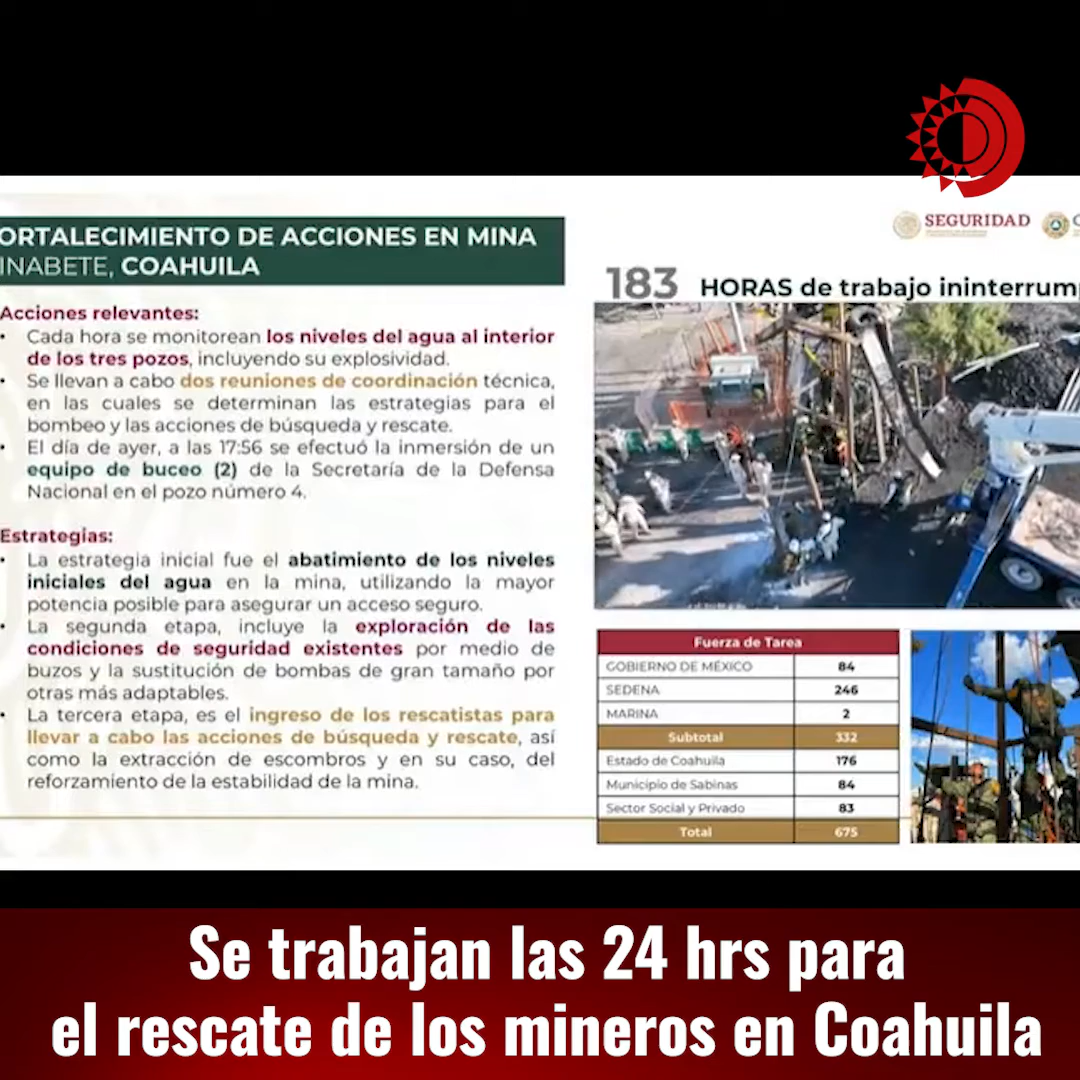 SEGURIDAD
ORTALECIMIENTO DE ACCIONES EN MINA
INABETE, COAHUILA
Acciones relevantes:
• Cada hora se monitorean los niveles del agua al interior
de los tres pozos, incluyendo su explosividad.
• Se llevan a cabo dos reuniones de coordinación técnica,
en las cuales se determinan las estrategias para el
bombeo y las acciones de búsqueda y rescate.
• El día de ayer, a las 17:56 se efectuó la inmersión de un
equipo de buceo (2) de la Secretaría de la Defensa
Nacional en el pozo número 4.
Estrategias:
• La estrategia inicial fue el abatimiento de los niveles
iniciales del agua en la mina, utilizando la mayor
potencia posible para asegurar un acceso seguro.
• La segunda etapa, incluye la exploración de las
condiciones de seguridad existentes por medio de
buzos y la sustitución de bombas de gran tamaño por
otras más adaptables.
• La tercera etapa, es el ingreso de los rescatistas para
llevar a cabo las acciones de búsqueda y rescate, así
como la extracción de escombros y en su caso, del
reforzamiento de la estabilidad de la mina.
183 HORAS de trabajo ininterrum
Fuerza de Tarea
GOBIERNO DE MÉXICO 84
SEDENA 246
MARINA 2
Subtotal 332
Estado de Coahuila 176
Municipio de Sabinas 84
Sector Social y Privado 83
Total 675
Se trabajan las 24 hrs para
el rescate de los mineros en Coahuila